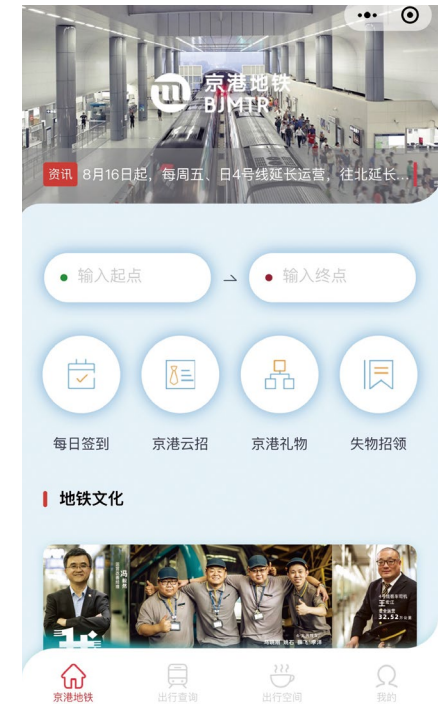 京港地铁
BJMTR
资讯 8月16日起，每周五、日4号线延长运营，往北延长...
输入起点
输入终点
每日签到
京港云招
京港礼物
失物招领
地铁文化
32.52
京港地铁
出行查询
出行空间
我的